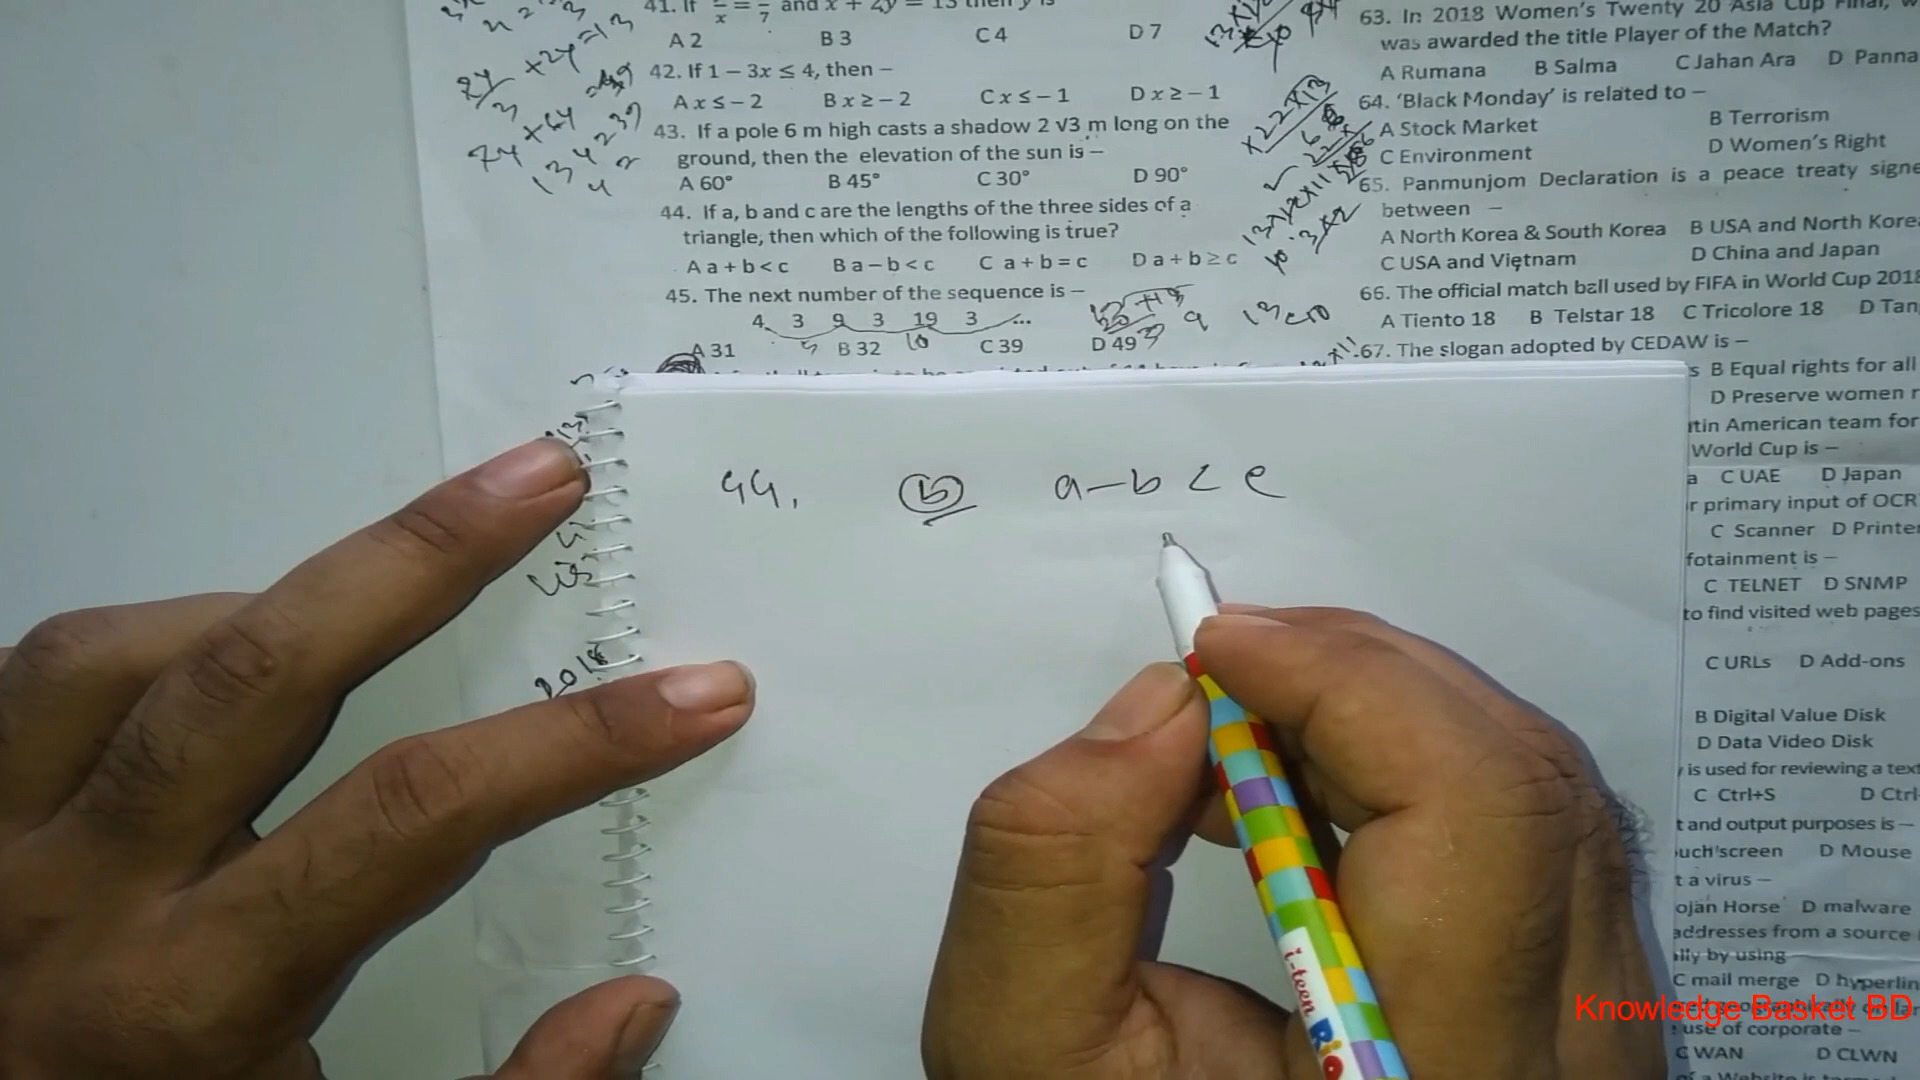 41. If
and x + 2y = 13 then y is
A 2 B 3 C 4 D 7
42. If 1 – 3x ≤ 4, then –
A x ≤ – 2 B x ≥ – 2 C x ≤ – 1 D x ≥ – 1
43. If a pole 6 m high casts a shadow 2 √3 m long on the
ground, then the elevation of the sun is –
A 60° B 45° C 30° D 90°
44. If a, b and c are the lengths of the three sides of a
triangle, then which of the following is true?
A a + b < c B a – b < c C a + b = c D a + b ≥ c
45. The next number of the sequence is –
4 3 9 3 19 3 ...
A 31 B 32 C 39 D 49
5 10
44. (b) a – b < c
2018
i-teen Rio
63. In 2018 Women's Twenty 20 Asia Cup Final,
was awarded the title Player of the Match?
A Rumana B Salma C Jahan Ara D Panna
64. 'Black Monday' is related to –
A Stock Market B Terrorism
C Environment D Women's Right
65. Panmunjom Declaration is a peace treaty signe
between –
A North Korea & South Korea B USA and North Korea
C USA and Vietnam D China and Japan
66. The official match ball used by FIFA in World Cup 2018
A Tiento 18 B Telstar 18 C Tricolore 18 D Tan
67. The slogan adopted by CEDAW is –
s B Equal rights for all
D Preserve women r
tin American team for
World Cup is –
a C UAE D Japan
r primary input of OCR
C Scanner D Printer
fotainment is –
C TELNET D SNMP
to find visited web pages
C URLs D Add-ons
B Digital Value Disk
D Data Video Disk
is used for reviewing a text
C Ctrl+S D Ctrl
t and output purposes is –
uch screen D Mouse
t a virus –
ojan Horse D malware
addresses from a source
lly by using
C mail merge D hyperlin
Knowledge Basket BD
use of corporate –
C WAN D CLWN